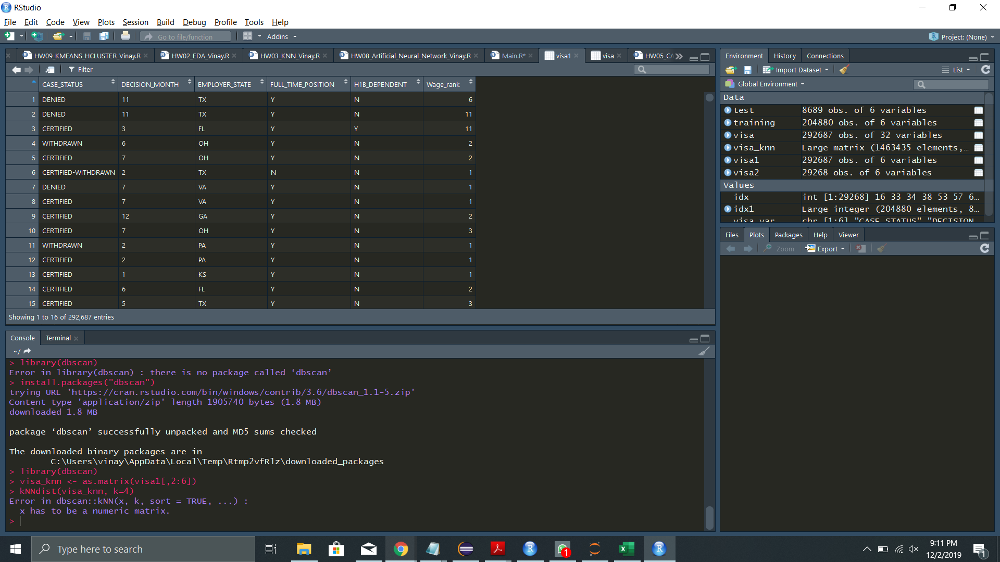 RStudio
File Edit Code View Plots Session Build Debug Profile Tools Help
Go to file/function Addins Project: (None)
HW09_KMEANS_HCLUSTER_Vinay.R HW02_EDA_Vinay.R HW03_KNN_Vinay.R HW08_Artificial_Neural_Network_Vinay.R Main.R* visa1 visa HW05_CA
Filter
CASE_STATUS DECISION_MONTH EMPLOYER_STATE FULL_TIME_POSITION H1B_DEPENDENT Wage_rank
1 DENIED 11 TX Y N 6
2 DENIED 11 TX Y N 11
3 CERTIFIED 3 FL Y Y 11
4 WITHDRAWN 6 OH Y N 2
5 CERTIFIED 7 OH Y N 2
6 CERTIFIED-WITHDRAWN 2 TX N N 1
7 DENIED 7 VA Y N 1
8 CERTIFIED 7 VA Y N 1
9 CERTIFIED 12 GA Y N 2
10 CERTIFIED 7 OH Y N 3
11 WITHDRAWN 2 PA Y N 1
12 CERTIFIED 2 PA Y N 1
13 CERTIFIED 1 KS Y N 1
14 CERTIFIED 6 FL Y N 2
15 CERTIFIED 5 TX Y N 3
Showing 1 to 16 of 292,687 entries
Console Terminal
~/
> library(dbscan)
Error in library(dbscan) : there is no package called ‘dbscan’
> install.packages("dbscan")
trying URL 'https://cran.rstudio.com/bin/windows/contrib/3.6/dbscan_1.1-5.zip'
Content type 'application/zip' length 1905740 bytes (1.8 MB)
downloaded 1.8 MB
package ‘dbscan’ successfully unpacked and MD5 sums checked
The downloaded binary packages are in
C:\Users\vinay\AppData\Local\Temp\Rtmp2vfRlz\downloaded_packages
> library(dbscan)
> visa_knn <- as.matrix(visa1[,2:6])
> kNNdist(visa_knn, k=4)
Error in dbscan::kNN(x, k, sort = TRUE, ...) :
x has to be a numeric matrix.
>
Environment History Connections
Import Dataset List
Global Environment
Data
test 8689 obs. of 6 variables
training 204880 obs. of 6 variables
visa 292687 obs. of 32 variables
visa_knn Large matrix (1463435 elements,…
visa1 292687 obs. of 6 variables
visa2 29268 obs. of 6 variables
Values
idx int [1:29268] 16 33 34 38 53 57 6…
idx1 Large integer (204880 elements, 8…
visa_var chr [1:6] "CASE_STATUS" "DECISION
Files Plots Packages Help Viewer
Zoom Export
Type here to search
1
9:11 PM
12/2/2019
1